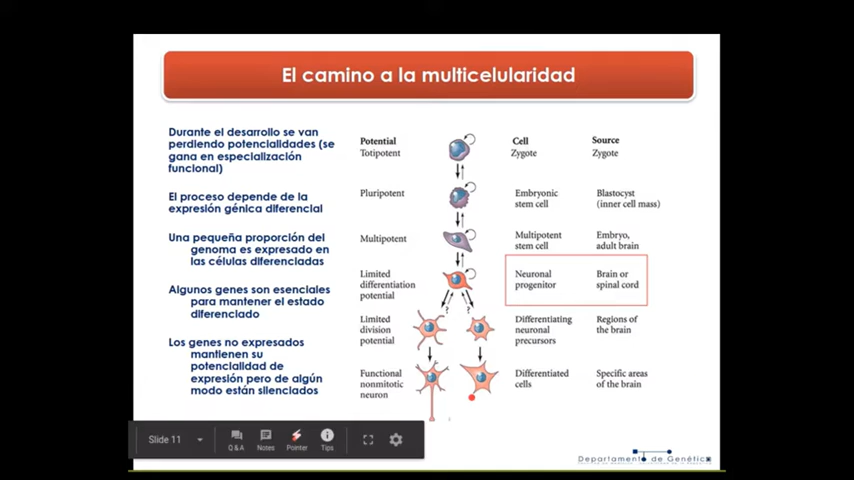 El camino a la multicelularidad
Durante el desarrollo se van
perdiendo potencialidades (se
gana en especialización
funcional)
El proceso depende de la
expresión génica diferencial
Una pequeña proporción del
genoma es expresado en
las células diferenciadas
Algunos genes son esenciales
para mantener el estado
diferenciado
Los genes no expresados
mantienen su
potencialidad de
expresión pero de algún
modo están silenciados
Potential Cell Source
Totipotent Zygote Zygote
Pluripotent Embryonic Blastocyst
stem cell (inner cell mass)
Multipotent Multipotent Embryo,
stem cell adult brain
Limited Neuronal Brain or
differentiation progenitor spinal cord
potential
? ?
Limited Differentiating Regions of
division neuronal the brain
potential precursors
Functional Differentiated Specific areas
nonmitotic cells of the brain
neuron
Slide 11 Q & A Notes Pointer Tips
Departamento de Genética